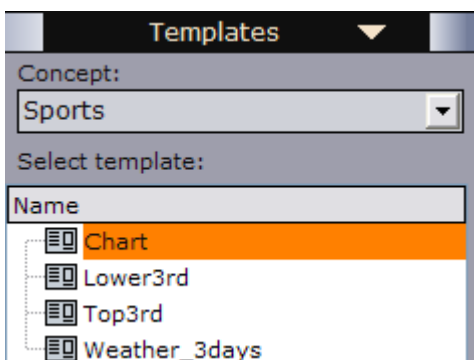 Templates
Concept:
Sports
Select template:
Name
Chart
Lower3rd
Top3rd
Weather_3days